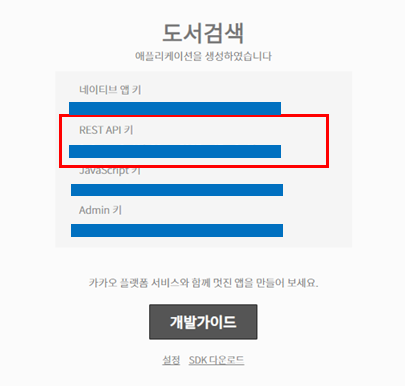 도서검색
애플리케이션을 생성하였습니다
네이티브 앱 키
REST API 키
JavaScript 키
Admin 키
카카오 플랫폼 서비스와 함께 멋진 앱을 만들어 보세요.
개발가이드
설정 SDK 다운로드